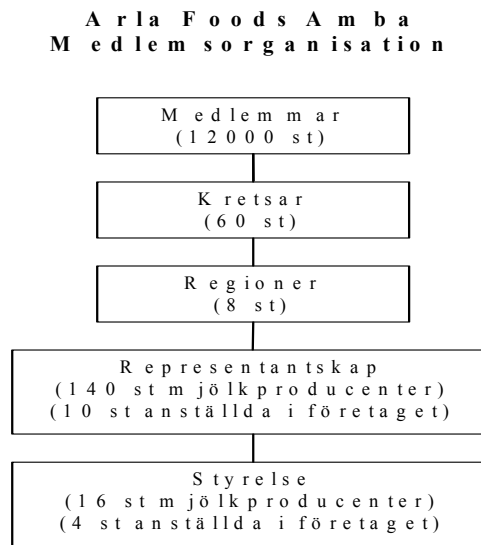 Arla Foods Amba
Medlemsorganisation
Medlemmar
(12000 st)
Kretsar
(60 st)
Regioner
(8 st)
Representantskap
(140 st mjölkproducenter)
(10 st anställda i företaget)
Styrelse
(16 st mjölkproducenter)
(4 st anställda i företaget)